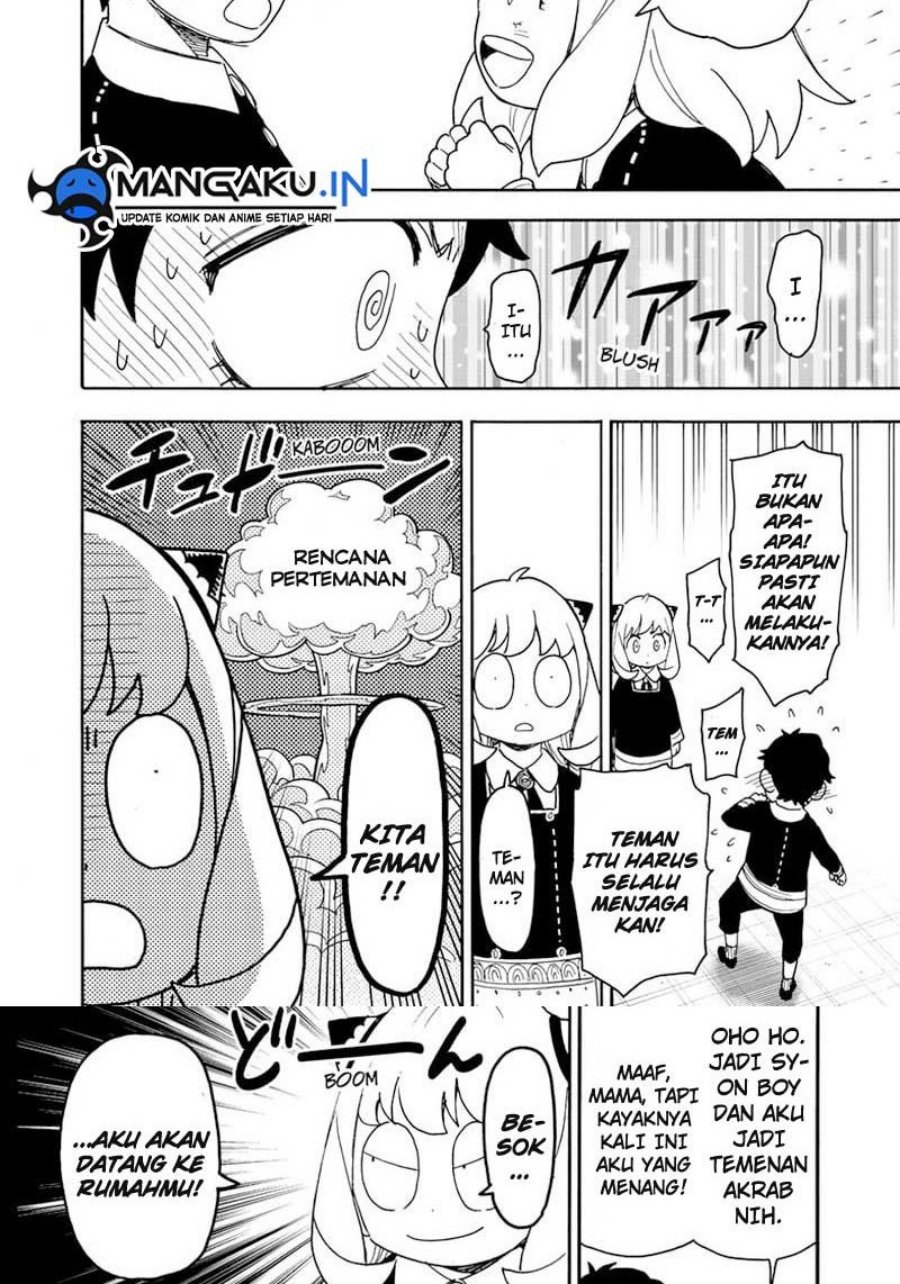 VE
MANGAKU.IN
UPDATE KOMIK DAN ANIME SETIAP HARI
I
...
カアァァ
BLUSH
I-
ITU
...
ITU
BUKAN
APA-
APA!
SIAPAPUN
PASTI
AKAN
MELAKU-
KANNYA!
T-T
...
TEM
...
TEMAN
ITU HARUS
SELALU
MENJAGA
KAN!
TE-
MAN
...?
チュドーン
KABOOOM
RENCANA
PERTEMANAN
KITA
TEMAN
!!
OHO HO.
JADI SY-
ON BOY
DAN AKU
JADI
TEMENAN
AKRAB
NIH.
MAAF,
MAMA, TAPI
KAYAKNYA
KALI INI
AKU YANG
MENANG!
どーん
BOOM
BE-
SOK
...
...AKU AKAN
DATANG KE
RUMAHMU!